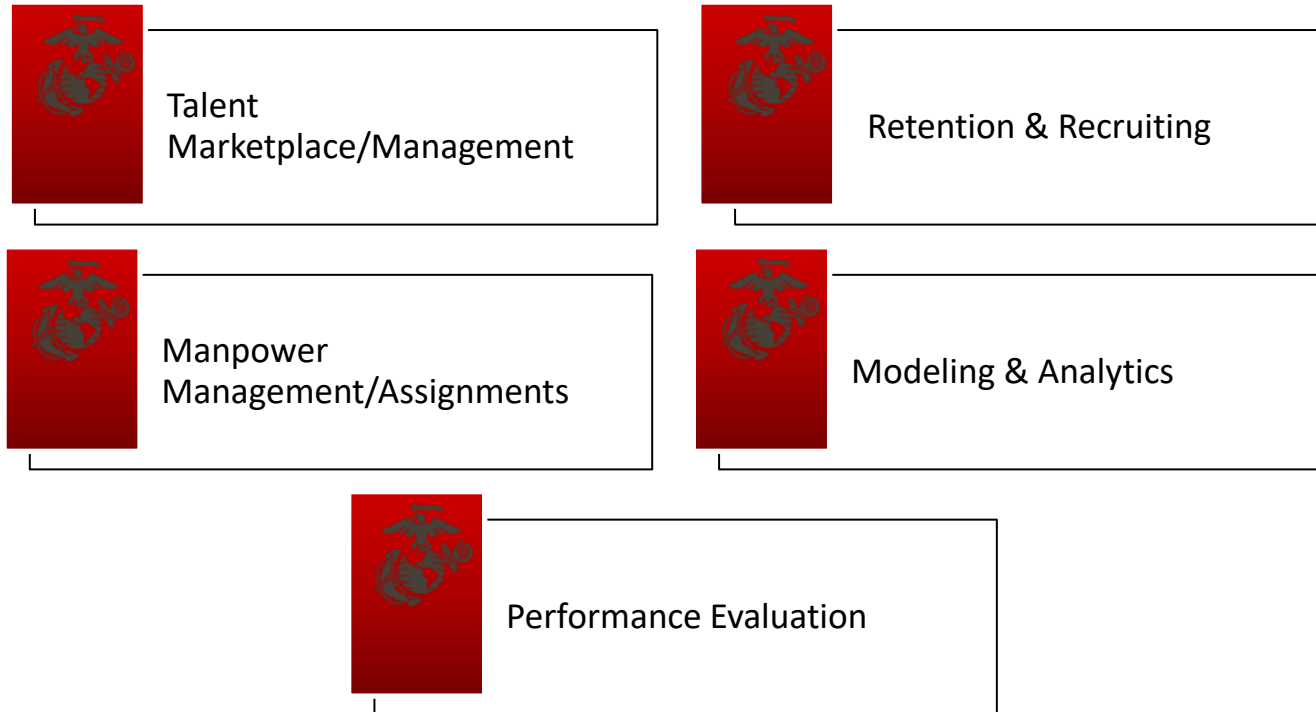 Talent
Marketplace/Management
Retention & Recruiting
Manpower
Management/Assignments
Modeling & Analytics
Performance Evaluation